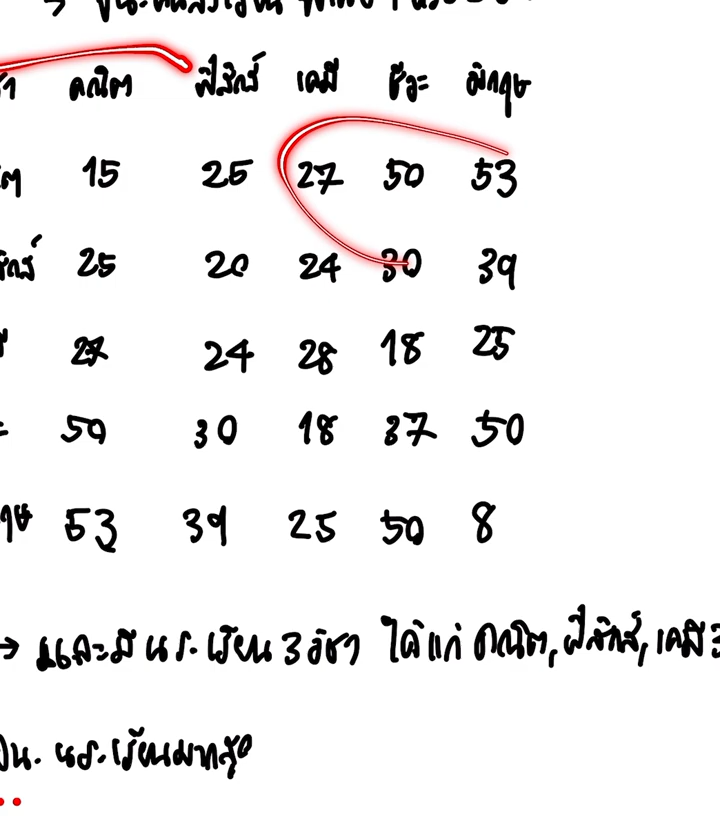 คณิต ฟิสิกส์ เคมี ชีวะ อังกฤษ
15 25 27 50 53
25 20 24 30 39
27 24 28 18 25
50 30 18 37 50
53 39 25 50 8
→ และมี นร. เรียน 3 วิชา ได้แก่ คณิต, ฟิสิกส์, เคมี 3
นร. เรียนมากสุด